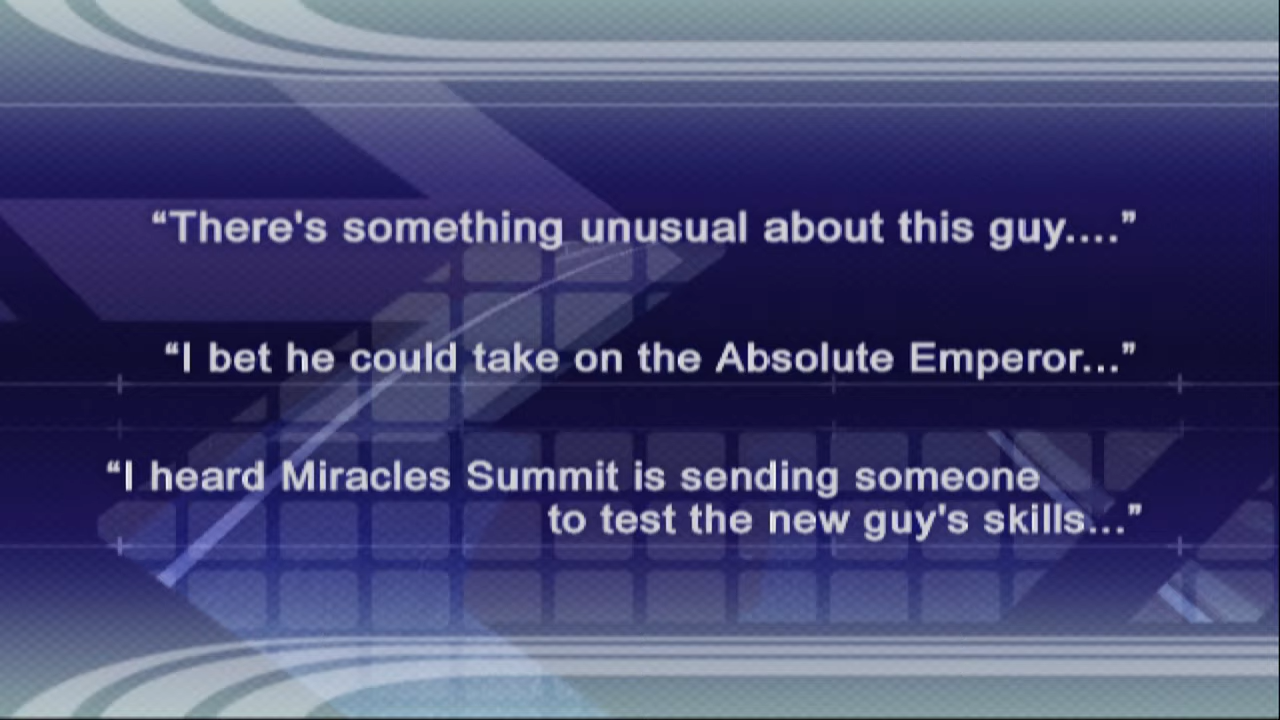 “There's something unusual about this guy....”
“I bet he could take on the Absolute Emperor...”
“I heard Miracles Summit is sending someone
to test the new guy's skills...”